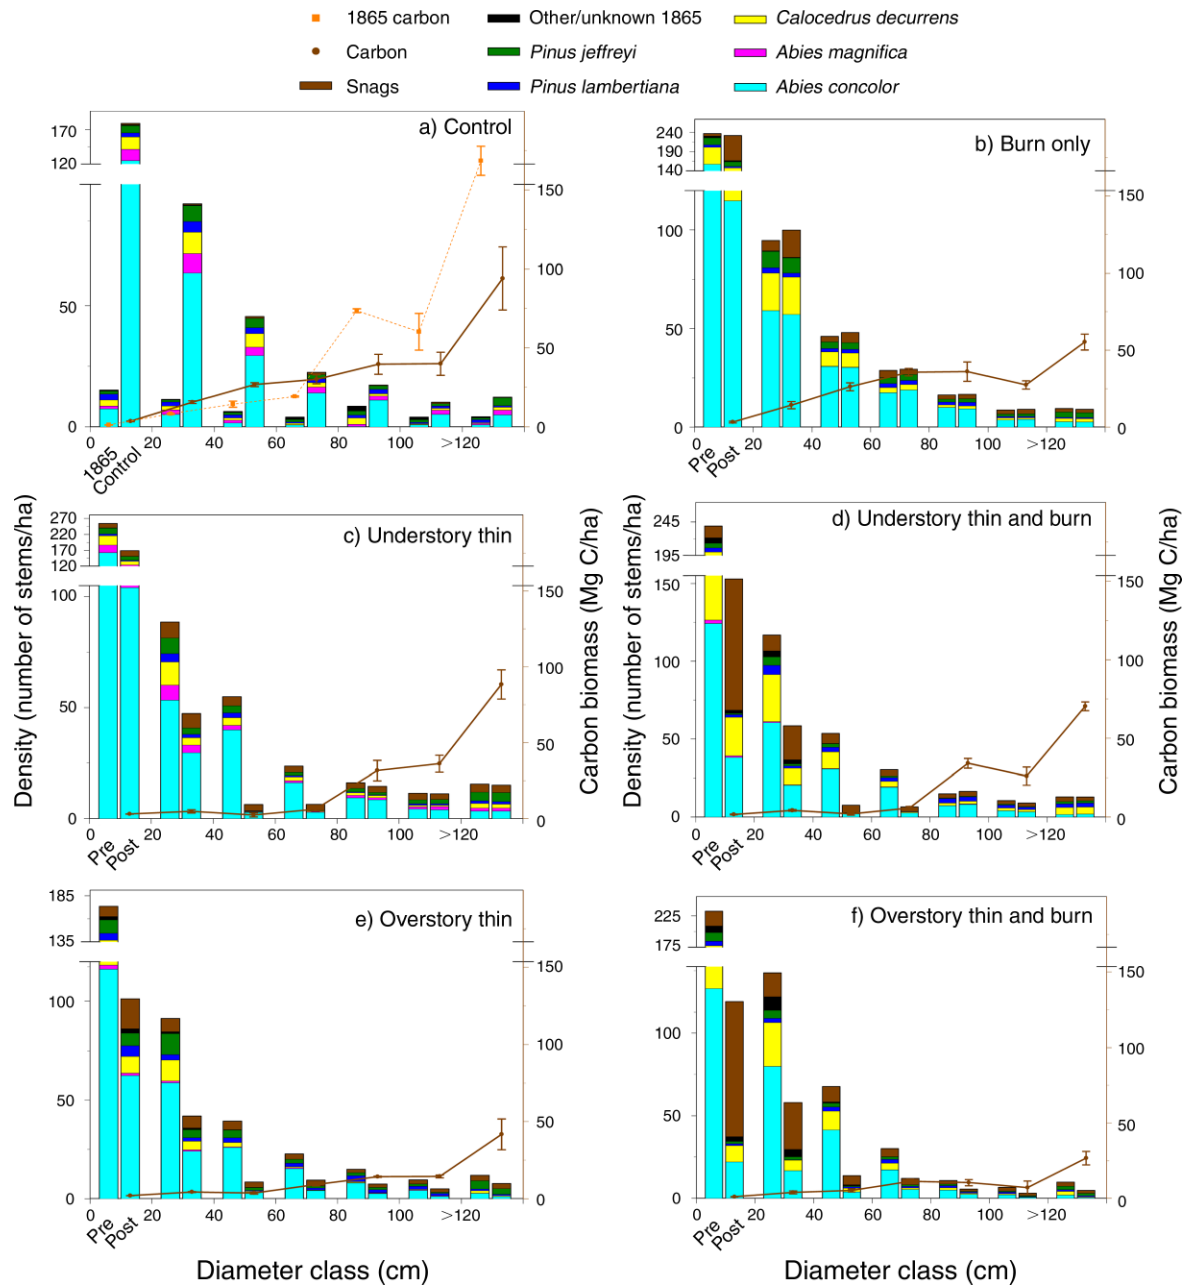 1865 carbon
Other/unknown 1865
Calocedrus decurrens
Carbon
Pinus jeffreyi
Abies magnifica
Snags
Pinus lambertiana
Abies concolor
a) Control
170
120
50
0
150
100
50
0
0 20 40 60 80 100 >120
1865
Control
b) Burn only
240
190
140
100
50
0
150
100
50
0
0 20 40 60 80 100 >120
Pre
Post
c) Understory thin
270
220
170
120
100
50
0
150
100
50
0
0 20 40 60 80 100 >120
Pre
Post
d) Understory thin and burn
245
195
150
100
50
0
150
100
50
0
0 20 40 60 80 100 >120
Pre
Post
e) Overstory thin
185
135
100
50
0
150
100
50
0
0 20 40 60 80 100 >120
Pre
Post
f) Overstory thin and burn
225
175
100
50
0
150
100
50
0
0 20 40 60 80 100 >120
Pre
Post
Density (number of stems/ha)
Carbon biomass (Mg C/ha)
Density (number of stems/ha)
Carbon biomass (Mg C/ha)
Diameter class (cm)
Diameter class (cm)